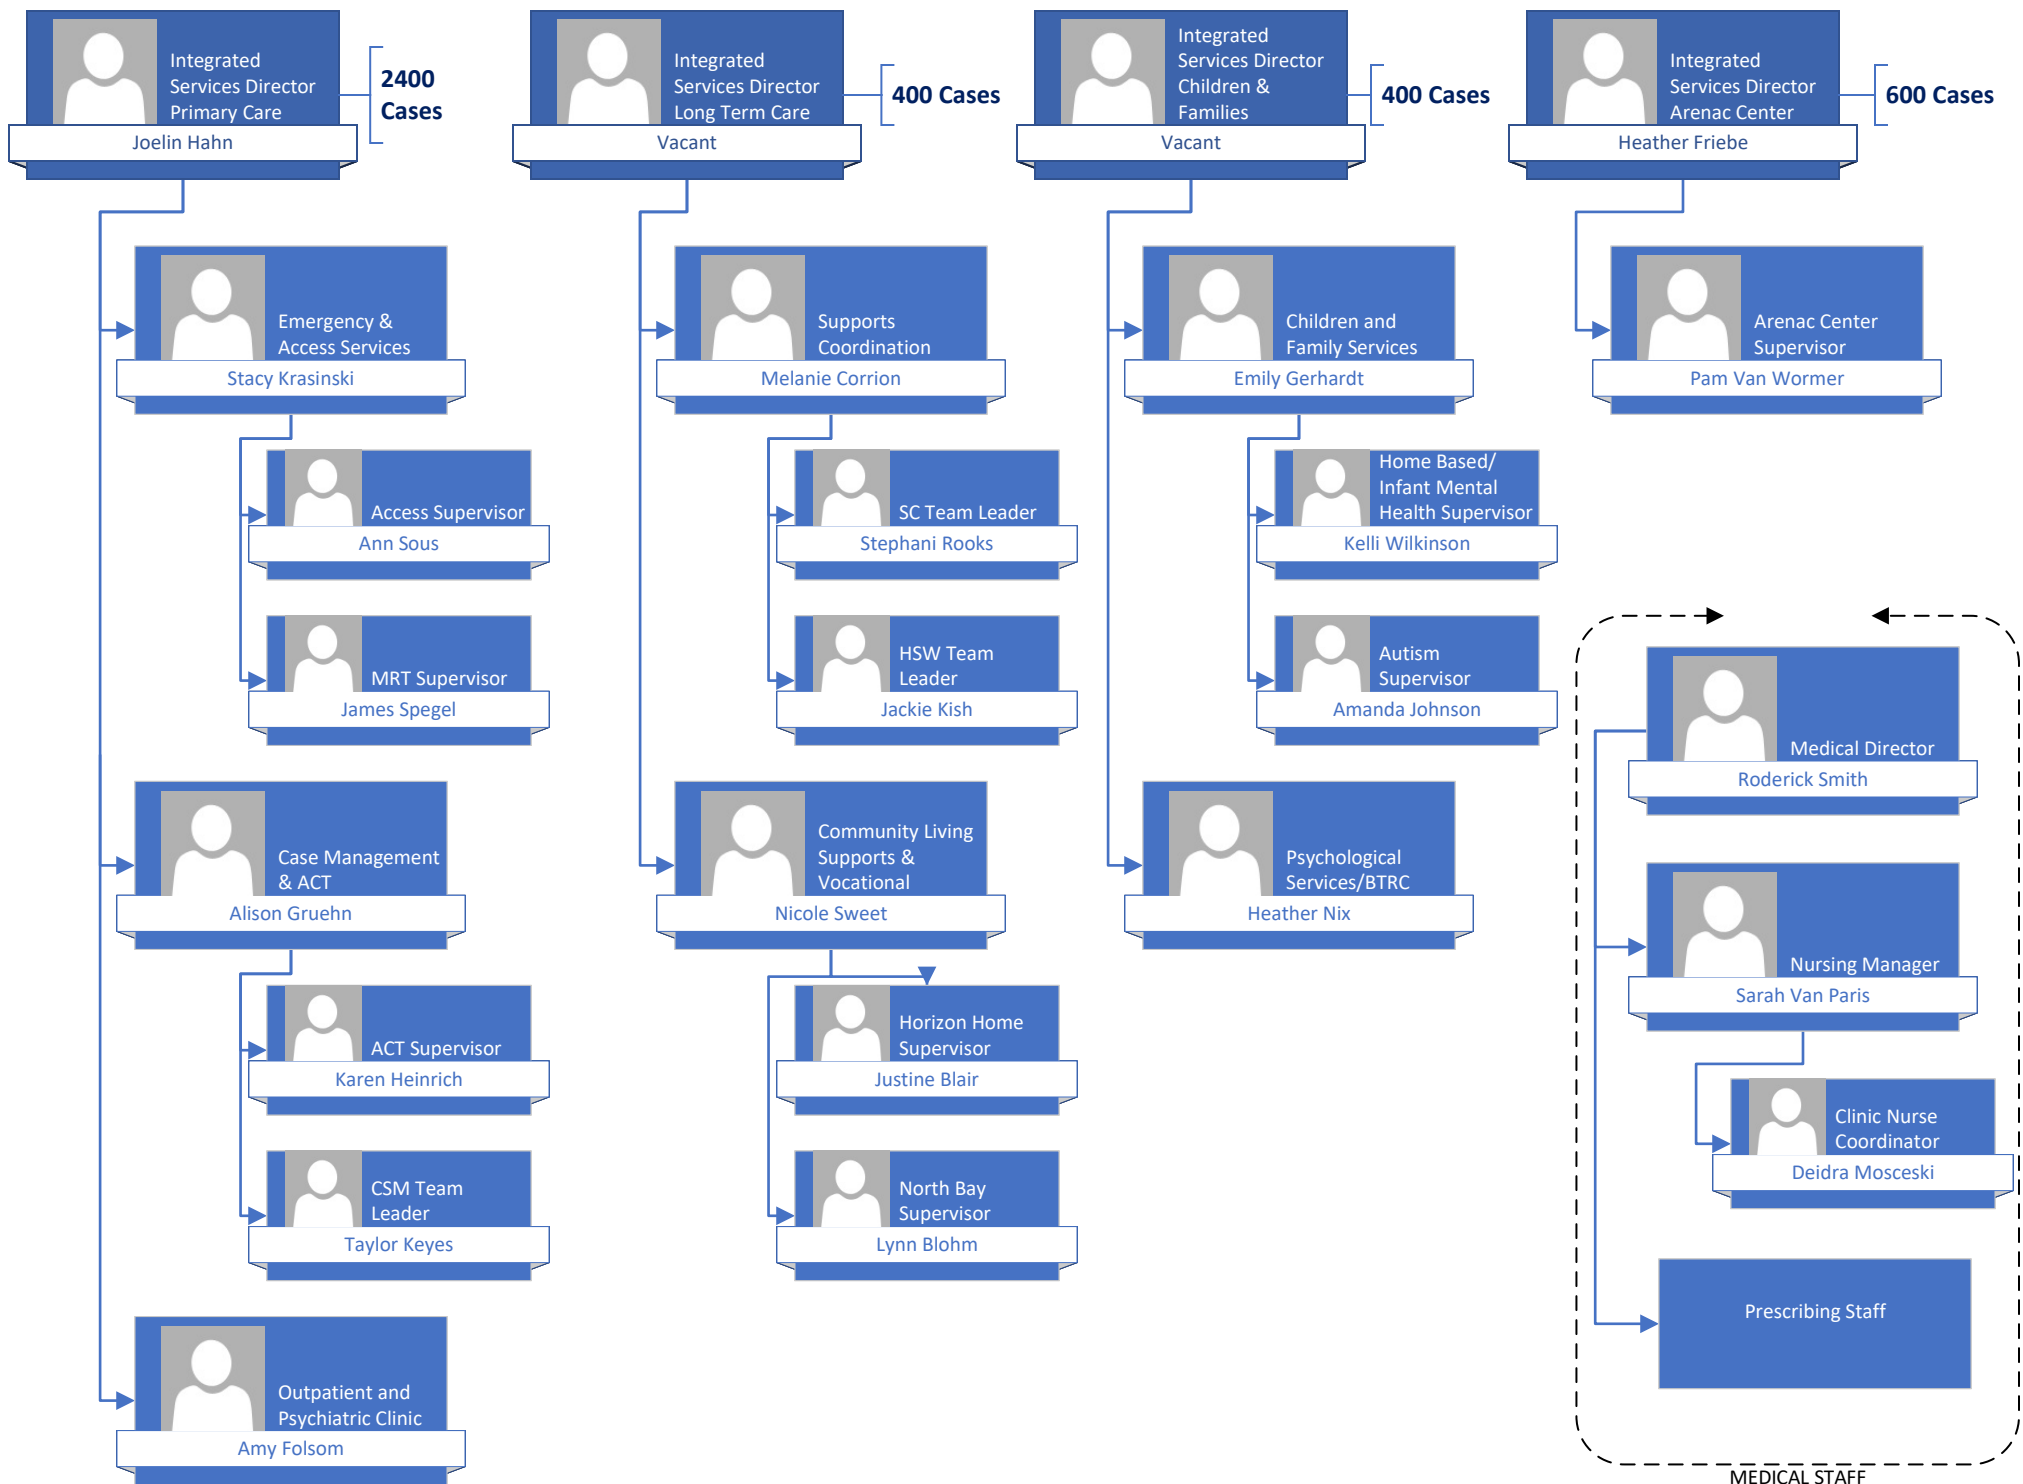 Integrated
Services Director
Primary Care
Joelin Hahn
2400
Cases
Integrated
Services Director
Long Term Care
Vacant
400 Cases
Integrated
Services Director
Children &
Families
Vacant
400 Cases
Integrated
Services Director
Arenac Center
Heather Friebe
600 Cases
Emergency &
Access Services
Stacy Krasinski
Access Supervisor
Ann Sous
MRT Supervisor
James Spegel
Case Management
& ACT
Alison Gruehn
ACT Supervisor
Karen Heinrich
CSM Team
Leader
Taylor Keyes
Outpatient and
Psychiatric Clinic
Amy Folsom
Supports
Coordination
Melanie Corrion
SC Team Leader
Stephani Rooks
HSW Team
Leader
Jackie Kish
Community Living
Supports &
Vocational
Nicole Sweet
Horizon Home
Supervisor
Justine Blair
North Bay
Supervisor
Lynn Blohm
Children and
Family Services
Emily Gerhardt
Home Based/
Infant Mental
Health Supervisor
Kelli Wilkinson
Autism
Supervisor
Amanda Johnson
Psychological
Services/BTRC
Heather Nix
Arenac Center
Supervisor
Pam Van Wormer
Medical Director
Roderick Smith
Nursing Manager
Sarah Van Paris
Clinic Nurse
Coordinator
Deidra Mosceski
Prescribing Staff
MEDICAL STAFF